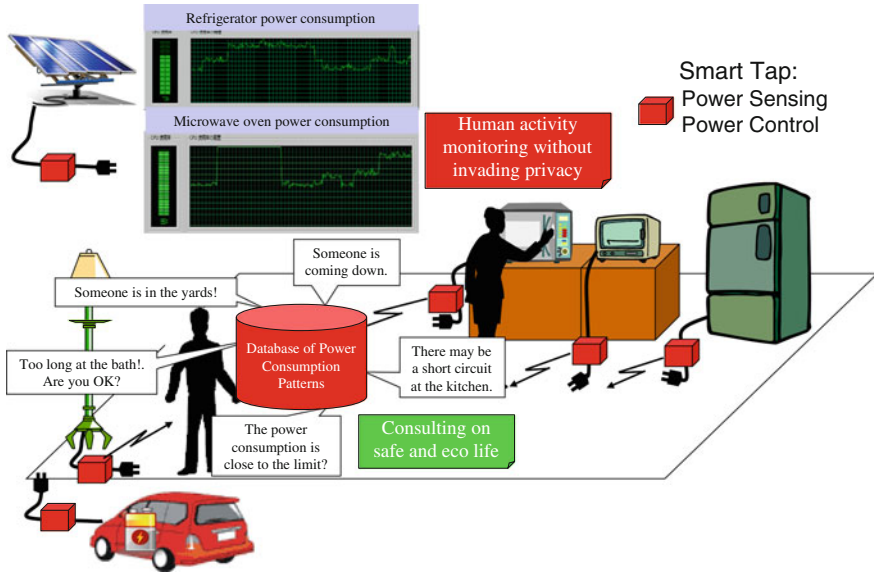 Refrigerator power consumption
Microwave oven power consumption
Smart Tap:
Power Sensing
Power Control
Human activity
monitoring without
invading privacy
Someone is
coming down.
Someone is in the yards!
Too long at the bath!.
Are you OK?
Database of Power
Consumption
Patterns
There may be
a short circuit
at the kitchen.
The power
consumption is
close to the limit?
Consulting on
safe and eco life